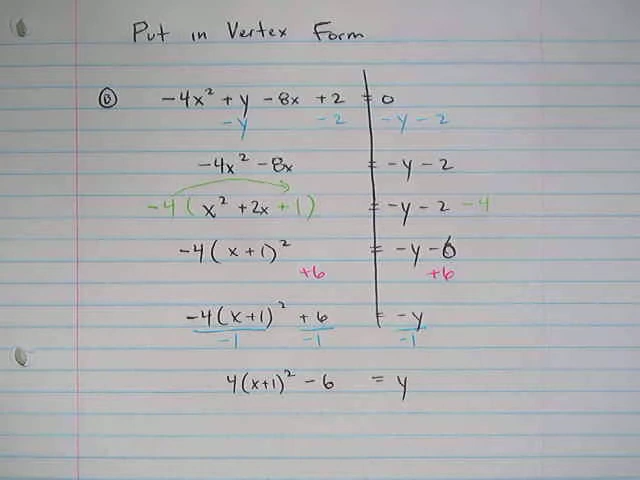 Put in Vertex Form
① -4x² + y - 8x + 2 = 0
-y -2 -y - 2
-4x² - 8x = -y - 2
-4( x² + 2x + 1) = -y - 2 - 4
-4( x + 1)² = -y - 6
+6 +6
-4(x + 1)² + 6 = -y
-1 -1 -1
4(x+1)² - 6 = y